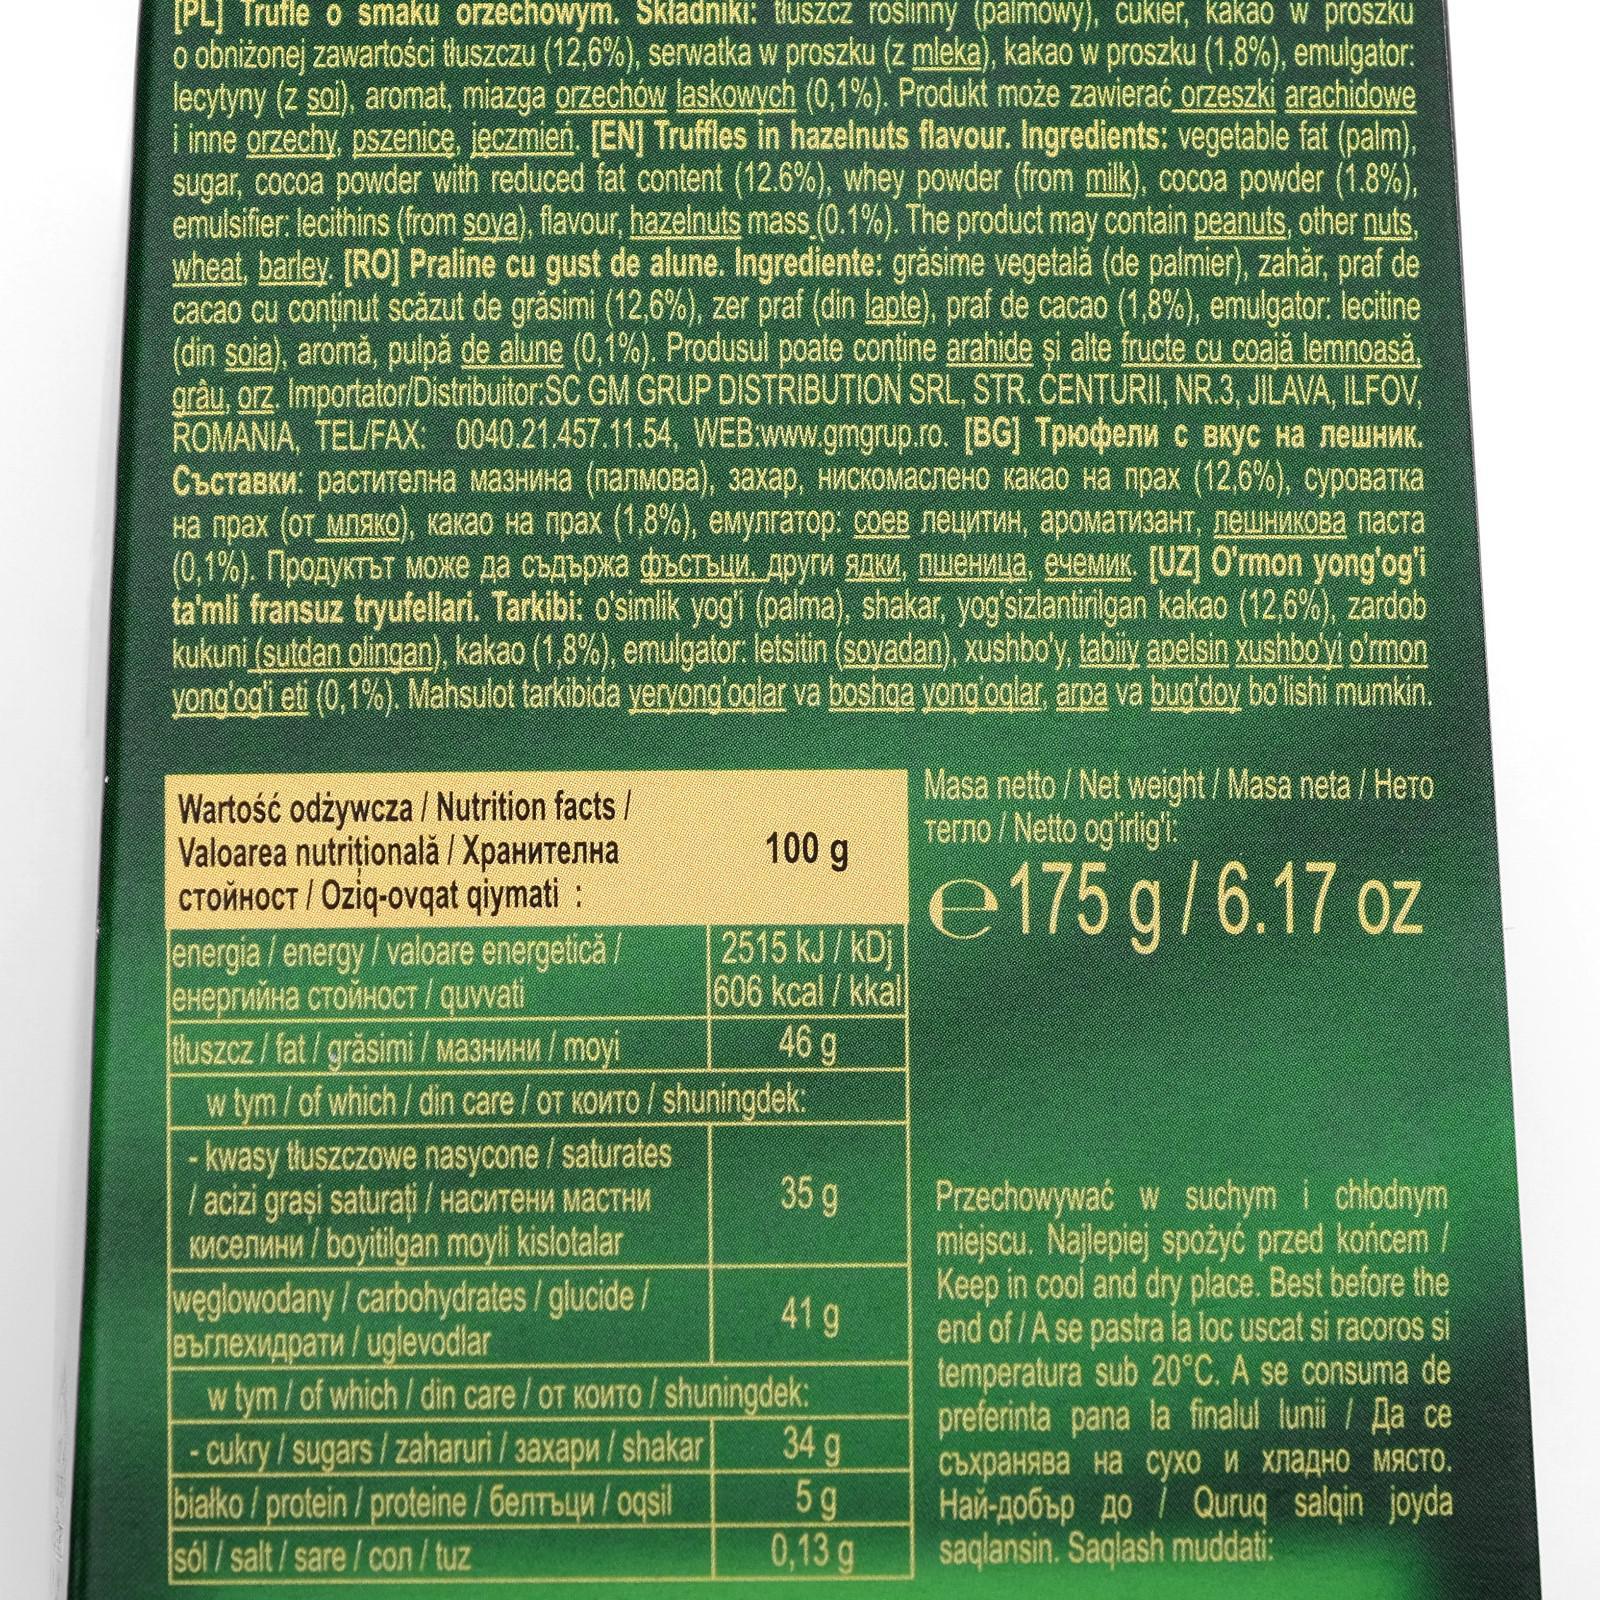 [PL] Trufle o smaku orzechowym. Składniki: tłuszcz roślinny (palmowy), cukier, kakao w proszku
o obniżonej zawartości tłuszczu (12,6%), serwatka w proszku (z mleka), kakao w proszku (1,8%), emulgator:
lecytyny (z soi), aromat, miazga orzechów laskowych (0,1%). Produkt może zawierać orzeszki arachidowe
i inne orzechy, pszenicę, jęczmień. [EN] Truffles in hazelnuts flavour. Ingredients: vegetable fat (palm),
sugar, cocoa powder with reduced fat content (12.6%), whey powder (from milk), cocoa powder (1.8%),
emulsifier: lecithins (from soya), flavour, hazelnuts mass (0.1%). The product may contain peanuts, other nuts,
wheat, barley. [RO] Praline cu gust de alune. Ingrediente: grăsime vegetală (de palmier), zahăr, praf de
cacao cu conținut scăzut de grăsimi (12,6%), zer praf (din lapte), praf de cacao (1,8%), emulgator: lecitine
(din soia), aromă, pulpă de alune (0,1%). Produsul poate conține arahide și alte fructe cu coajă lemnoasă,
grâu, orz. Importator/Distribuitor:SC GM GRUP DISTRIBUTION SRL, STR. CENTURII, NR.3, JILAVA, ILFOV,
ROMANIA, TEL/FAX: 0040.21.457.11.54, WEB:www.gmgrup.ro. [BG] Трюфели с вкус на лешник.
Съставки: растителна мазнина (палмова), захар, нискомаслено какао на прах (12,6%), суроватка
на прах (от мляко), какао на прах (1,8%), емулгатор: соев лецитин, ароматизант, лешникова паста
(0,1%). Продуктът може да съдържа фъстъци, други ядки, пшеница, ечемик. [UZ] O'rmon yong'og'i
ta'mli fransuz tryufellari. Tarkibi: o'simlik yog'i (palma), shakar, yog'sizlantirilgan kakao (12,6%), zardob
kukuni (sutdan olingan), kakao (1,8%), emulgator: letsitin (soyadan), xushbo'y, tabiiy apelsin xushbo'yi o'rmon
yong'og'i eti (0,1%). Mahsulot tarkibida yeryong'oqlar va boshqa yong'oqlar, arpa va bug'doy bo'lishi mumkin.
Wartość odżywcza / Nutrition facts /
Valoarea nutrițională / Хранителна
стойност / Oziq-ovqat qiymati :
100 g
energia / energy / valoare energetică /
енергийна стойност / quvvati
2515 kJ / kDj
606 kcal / kkal
tłuszcz / fat / grăsimi / мазнини / moyi
46 g
w tym / of which / din care / от които / shuningdek:
- kwasy tłuszczowe nasycone / saturates
/ acizi grași saturați / наситени мастни
киселини / boyitilgan moyli kislotalar
35 g
węglowodany / carbohydrates / glucide /
въглехидрати / uglevodlar
41 g
w tym / of which / din care / от които / shuningdek:
- cukry / sugars / zaharuri / захари / shakar
34 g
białko / protein / proteine / белтъци / oqsil
5 g
sól / salt / sare / сол / tuz
0,13 g
Masa netto / Net weight / Masa neta / Нето
тегло / Netto og'irlig'i:
℮ 175 g / 6.17 oz
Przechowywać w suchym i chłodnym
miejscu. Najlepiej spożyć przed końcem /
Keep in cool and dry place. Best before the
end of / A se pastra la loc uscat si racoros si
temperatura sub 20°C. A se consuma de
preferinta pana la finalul lunii / Да се
съхранява на сухо и хладно място.
Най-добър до / Quruq salqin joyda
saqlansin. Saqlash muddati: